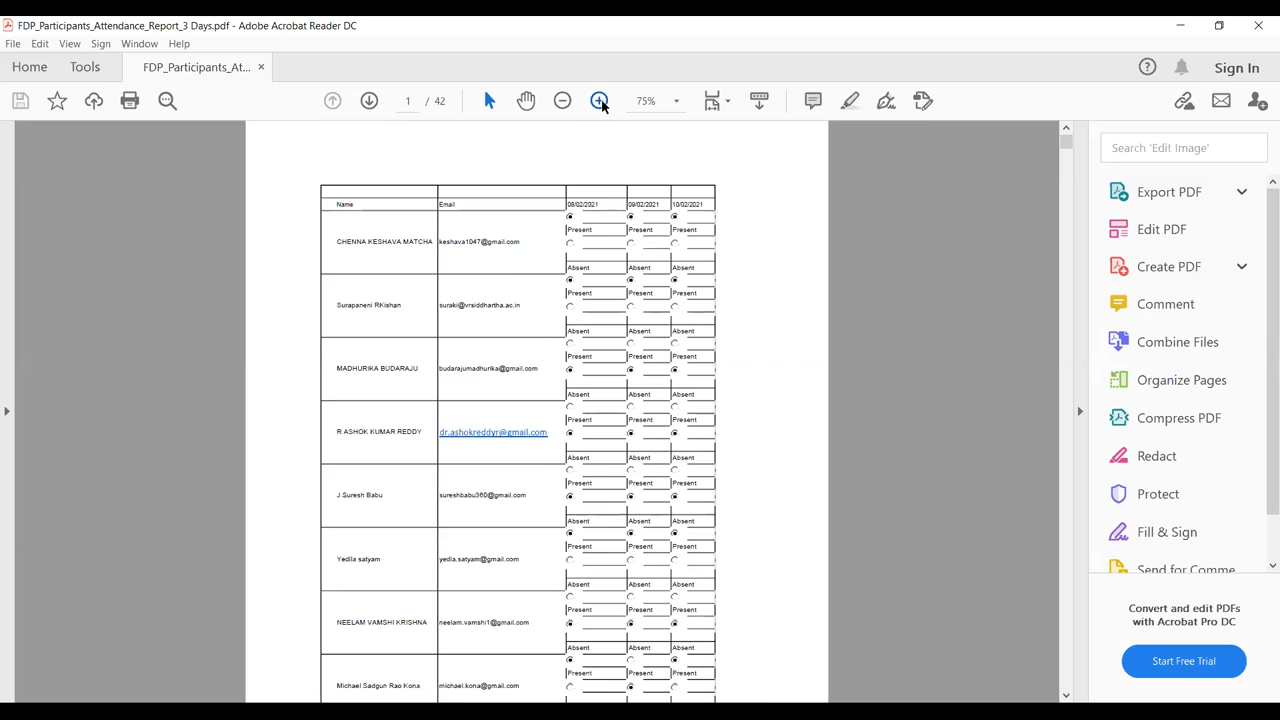 FDP_Participants_Attendance_Report_3 Days.pdf - Adobe Acrobat Reader DC
File Edit View Sign Window Help
Home Tools FDP_Participants_At... × Sign In
1 / 42 75%
Search 'Edit Image'
Export PDF
Edit PDF
Create PDF
Comment
Combine Files
Organize Pages
Compress PDF
Redact
Protect
Fill & Sign
Send for Comme
Convert and edit PDFs
with Acrobat Pro DC
Start Free Trial
Name Email 08/02/2021 09/02/2021 10/02/2021
Present Present Present
CHENNA KESHAVA MATCHA keshava1047@gmail.com
Absent Absent Absent
Present Present Present
Surapaneni RKishan suraki@vrsiddhartha.ac.in
Absent Absent Absent
Present Present Present
MADHURIKA BUDARAJU budarajumadhurika@gmail.com
Absent Absent Absent
Present Present Present
R ASHOK KUMAR REDDY dr.ashokreddyr@gmail.com
Absent Absent Absent
Present Present Present
J Suresh Babu sureshbabu360@gmail.com
Absent Absent Absent
Present Present Present
Yedlla satyam yedla.satyam@gmail.com
Absent Absent Absent
Present Present Present
NEELAM VAMSHI KRISHNA neelam.vamshi1@gmail.com
Absent Absent Absent
Present Present Present
Michael Sadgun Rao Kona michael.kona@gmail.com